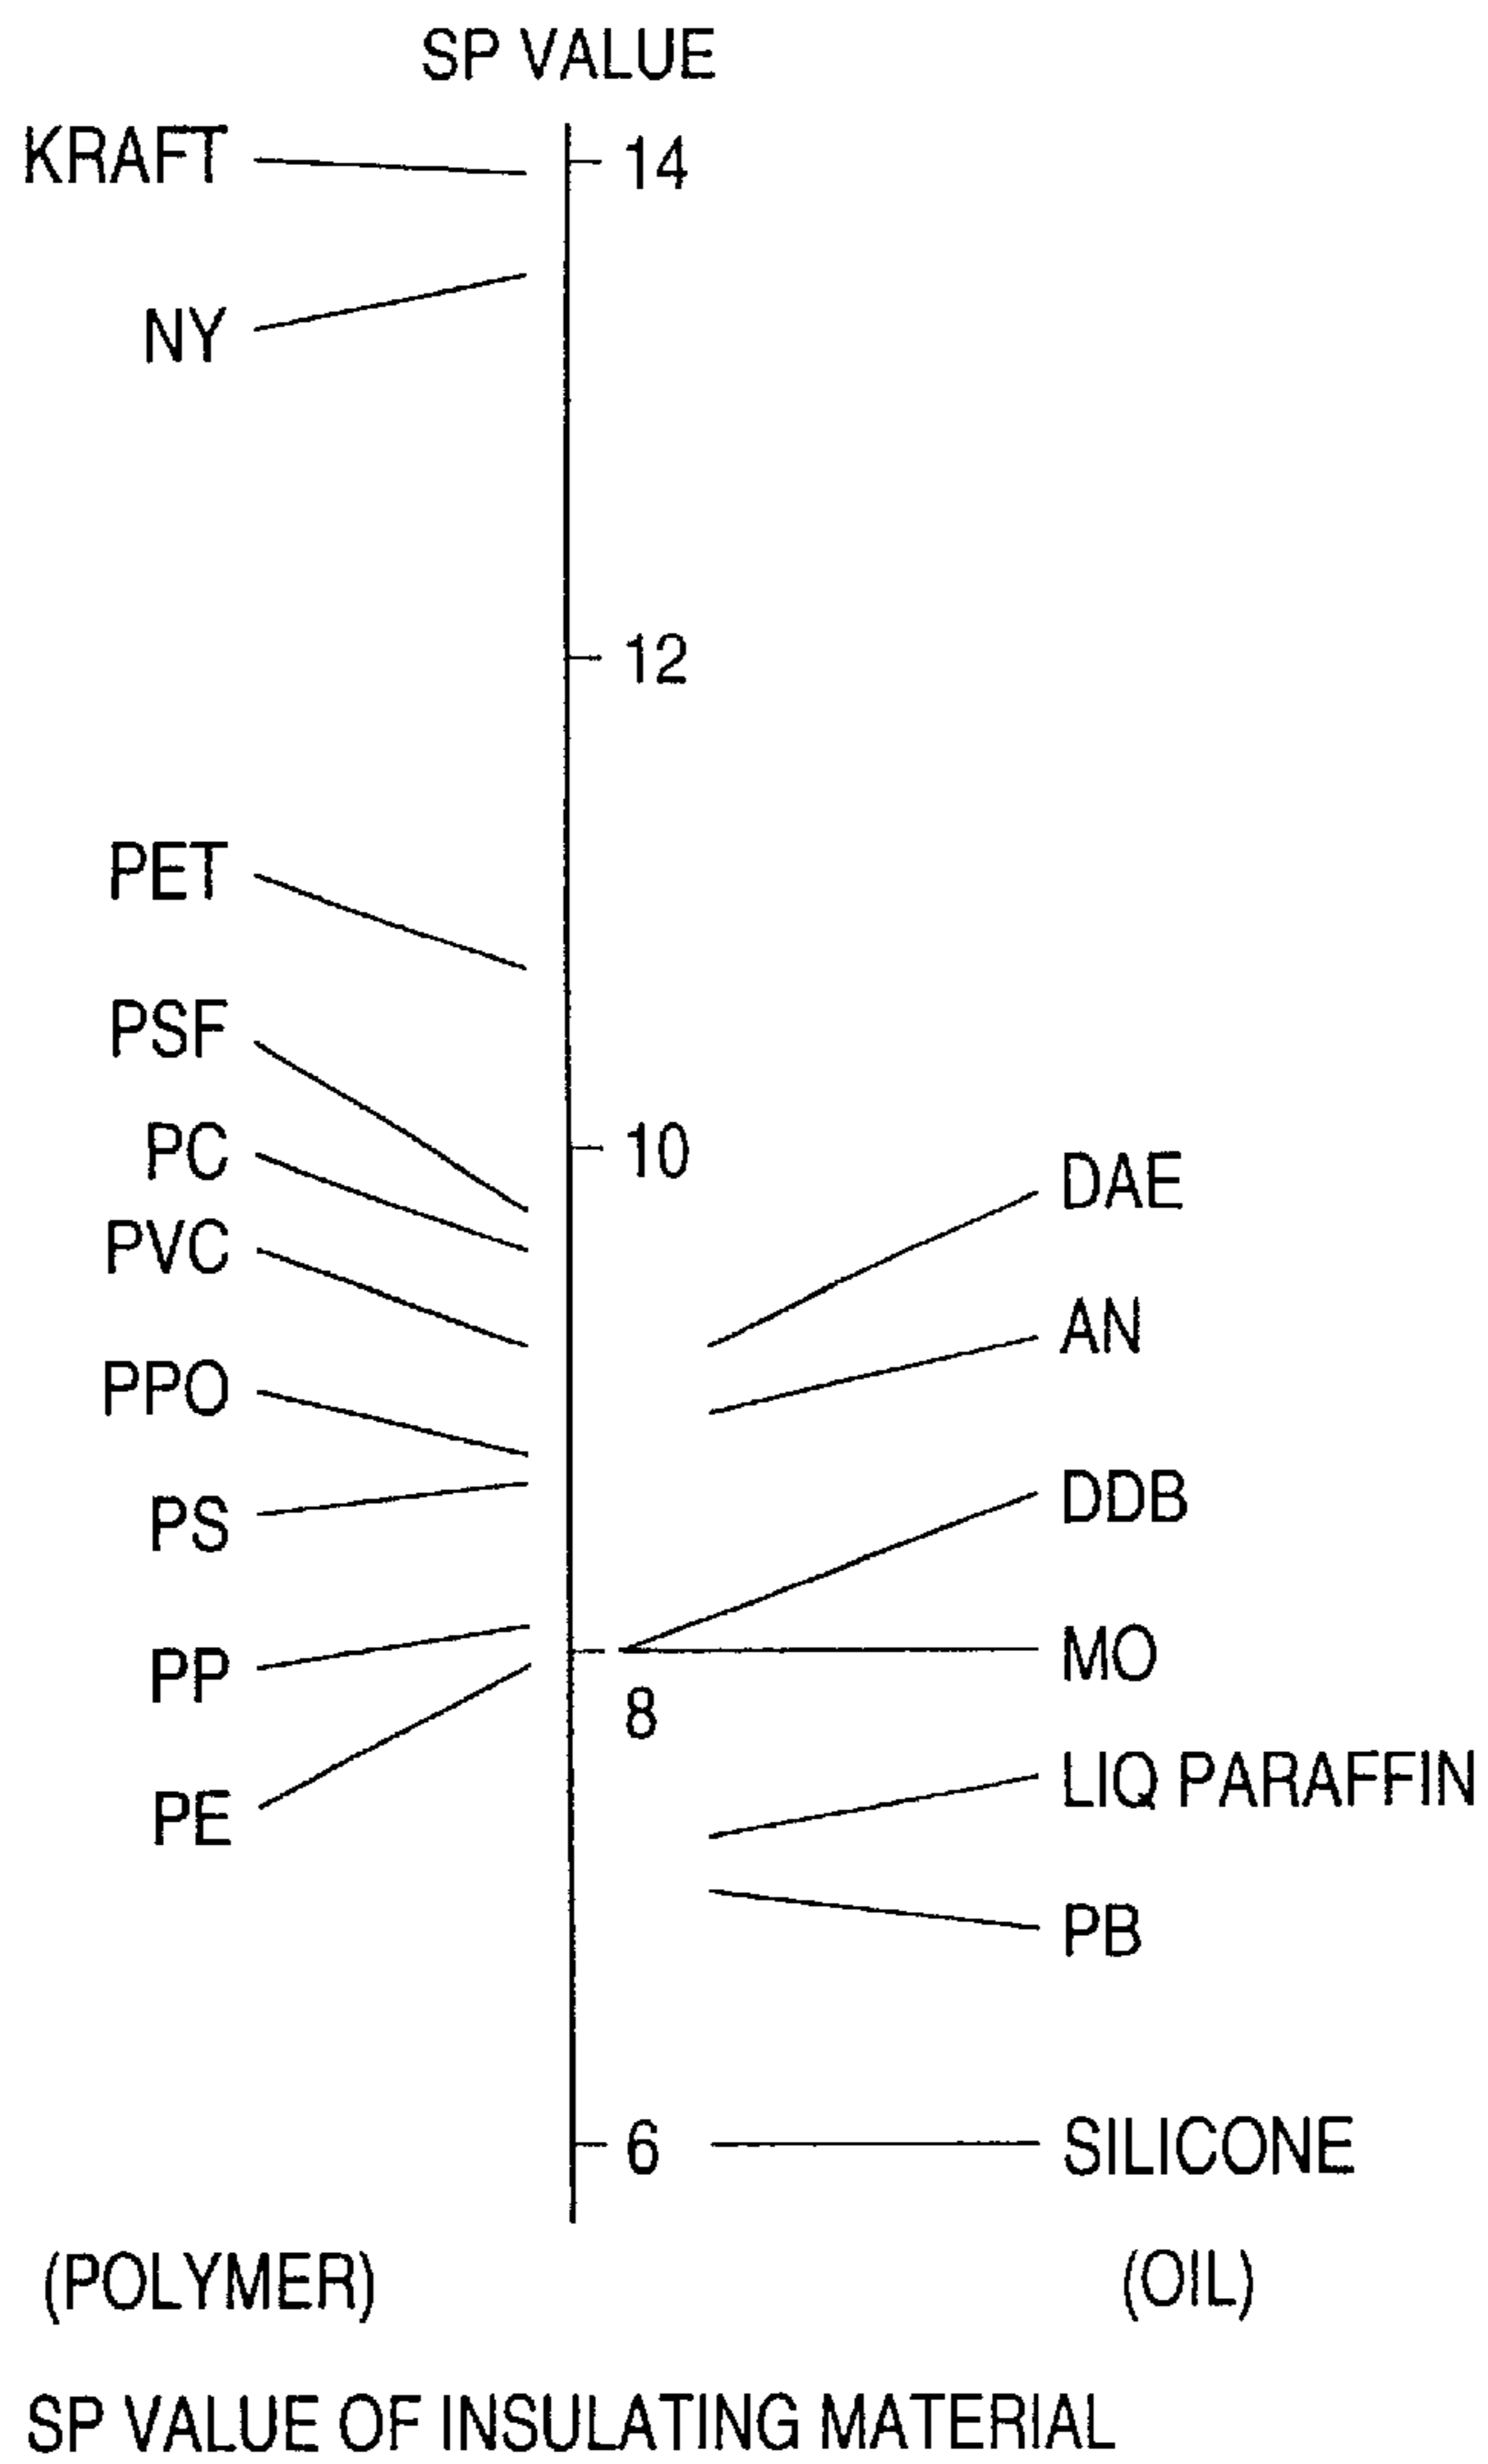 SP VALUE
KRAFT
14
NY
12
PET
PSF
PC
10
DAE
PVC
AN
PPO
DDB
PS
PP
MO
8
LIQ PARAFFIN
PE
PB
6
SILICONE
(POLYMER)
(OIL)
SP VALUE OF INSULATING MATERIAL